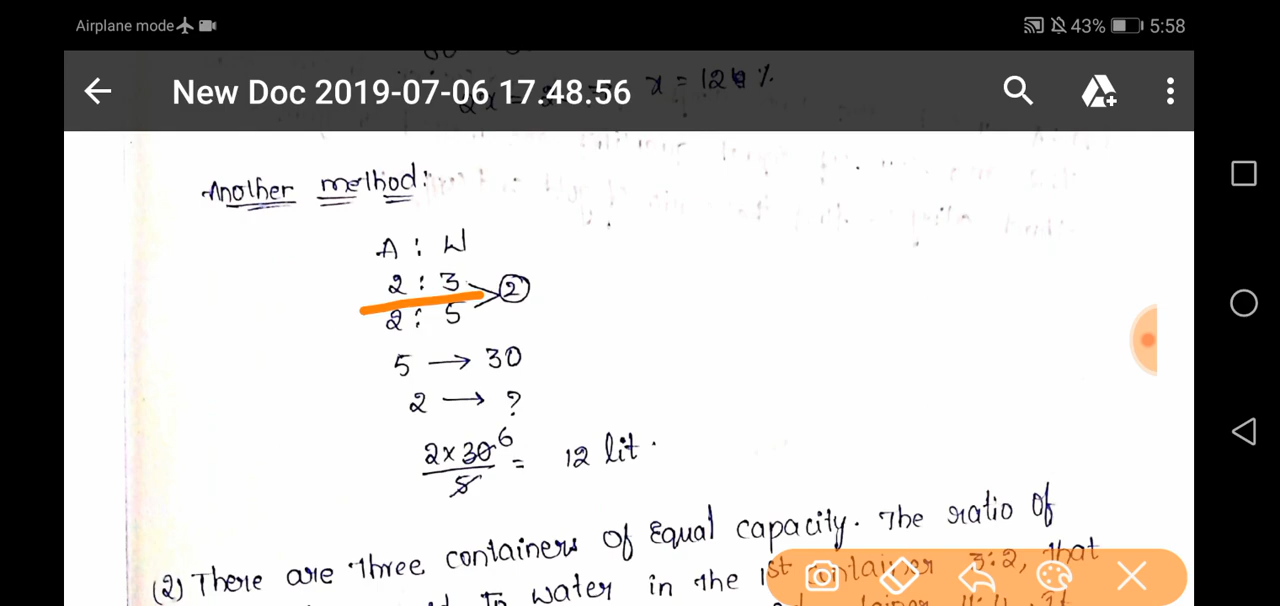 Airplane mode 43% 5:58
x = 12 %
New Doc 2019-07-06 17.48.56
Another method:
A : W
2 : 3
2
2 : 5
5 → 30
2 → ?
2 x 30 6
5
= 12 lit.
(2) There are three containers of Equal capacity. The ratio of
to water in the 1st container 3:2, that